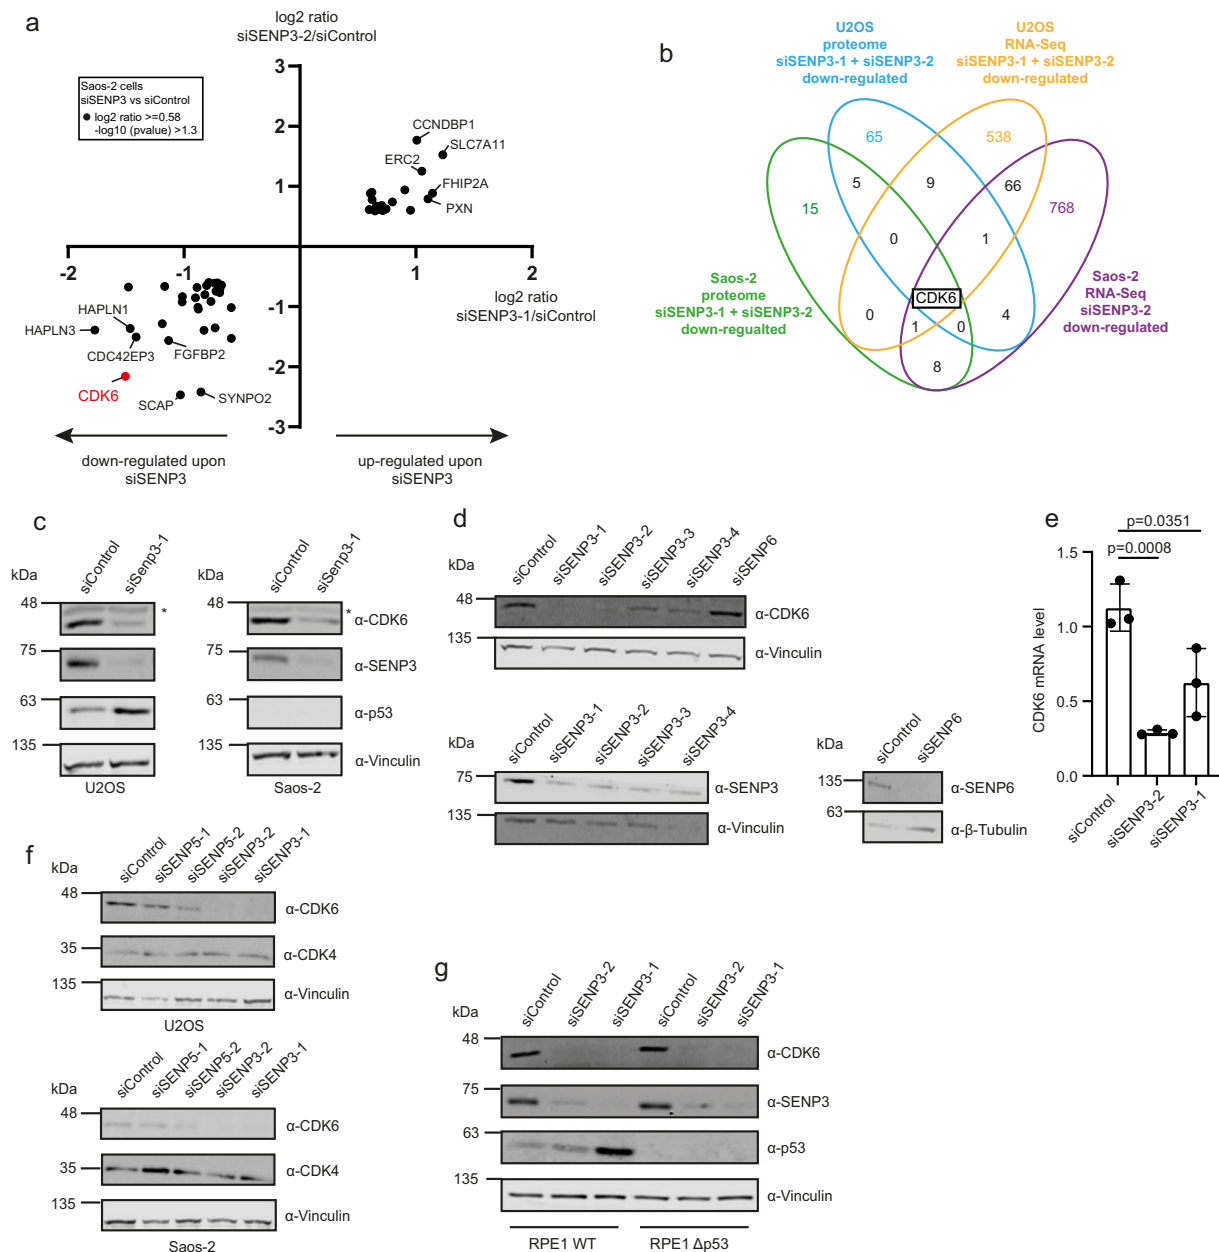 a
log2 ratio
siSENP3-2/siControl
3
2
1
-1
-2
-3
-2
-1
1
2
Saos-2 cells
siSENP3 vs siControl
log2 ratio >=0.58
-log10 (pvalue) >1.3
CCNDBP1
SLC7A11
ERC2
FHIP2A
PXN
log2 ratio
siSENP3-1/siControl
HAPLN1
HAPLN3
CDC42EP3
FGFBP2
CDK6
SCAP
SYNPO2
down-regulated upon
siSENP3
up-regulated upon
siSENP3
b
U2OS
proteome
siSENP3-1 + siSENP3-2
down-regulated
U2OS
RNA-Seq
siSENP3-1 + siSENP3-2
down-regulated
65
538
5
9
66
15
768
0
1
Saos-2
proteome
siSENP3-1 + siSENP3-2
down-regualted
Saos-2
RNA-Seq
siSENP3-2
down-regulated
CDK6
0
1
0
4
8
c
kDa
siControl
siSenp3-1
48
*
75
63
135
U2OS
kDa
siControl
siSenp3-1
48
*
α-CDK6
75
α-SENP3
63
α-p53
135
α-Vinculin
Saos-2
d
kDa
siControl
siSENP3-1
siSENP3-2
siSENP3-3
siSENP3-4
siSENP6
48
α-CDK6
135
α-Vinculin
kDa
siControl
siSENP3-1
siSENP3-2
siSENP3-3
siSENP3-4
75
α-SENP3
135
α-Vinculin
kDa
siControl
siSENP6
135
α-SENP6
63
α-β-Tubulin
e
p=0.0351
p=0.0008
CDK6 mRNA level
1.5
1.0
0.5
0.0
siControl
siSENP3-2
siSENP3-1
f
kDa
siControl
siSENP5-1
siSENP5-2
siSENP3-2
siSENP3-1
48
α-CDK6
35
α-CDK4
135
α-Vinculin
U2OS
kDa
siControl
siSENP5-1
siSENP5-2
siSENP3-2
siSENP3-1
48
α-CDK6
35
α-CDK4
135
α-Vinculin
Saos-2
g
kDa
siControl
siSENP3-2
siSENP3-1
siControl
siSENP3-2
siSENP3-1
48
α-CDK6
75
α-SENP3
63
α-p53
135
α-Vinculin
RPE1 WT
RPE1 Δp53